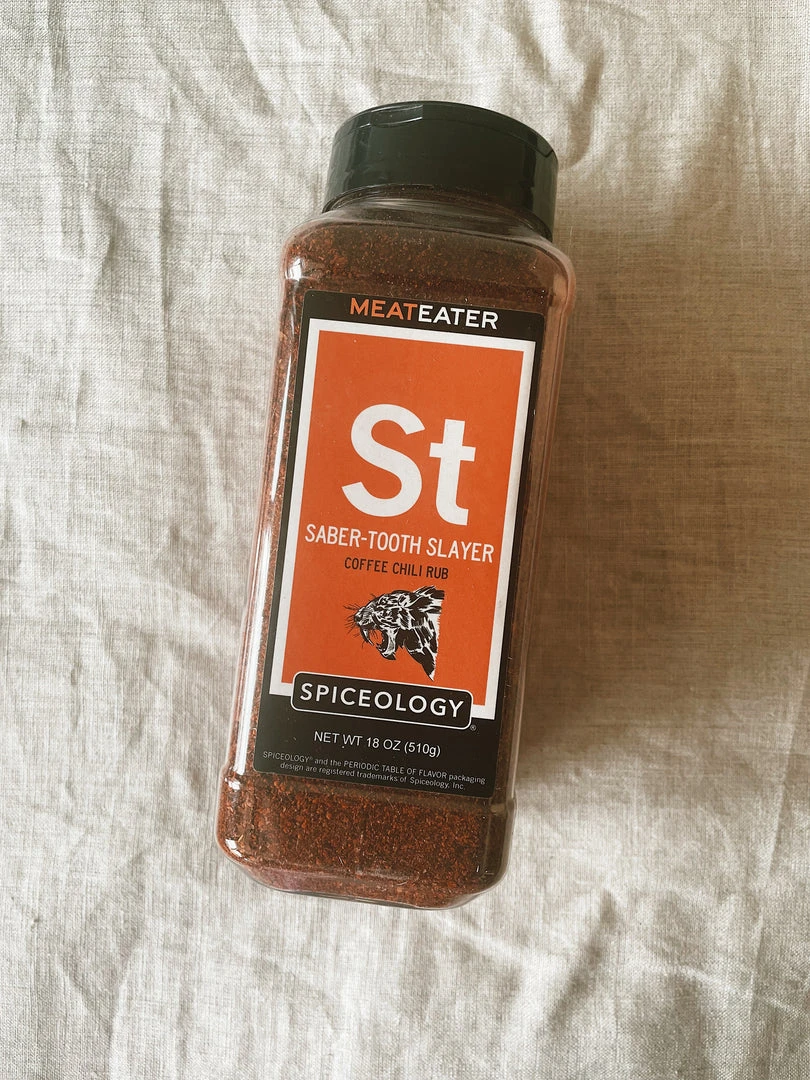 MEATEATER
St
SABER-TOOTH SLAYER
COFFEE CHILI RUB
SPICEOLOGY®
NET WT 18 OZ (510g)
SPICEOLOGY® and the PERIODIC TABLE OF FLAVOR packaging
design are registered trademarks of Spiceology, Inc.